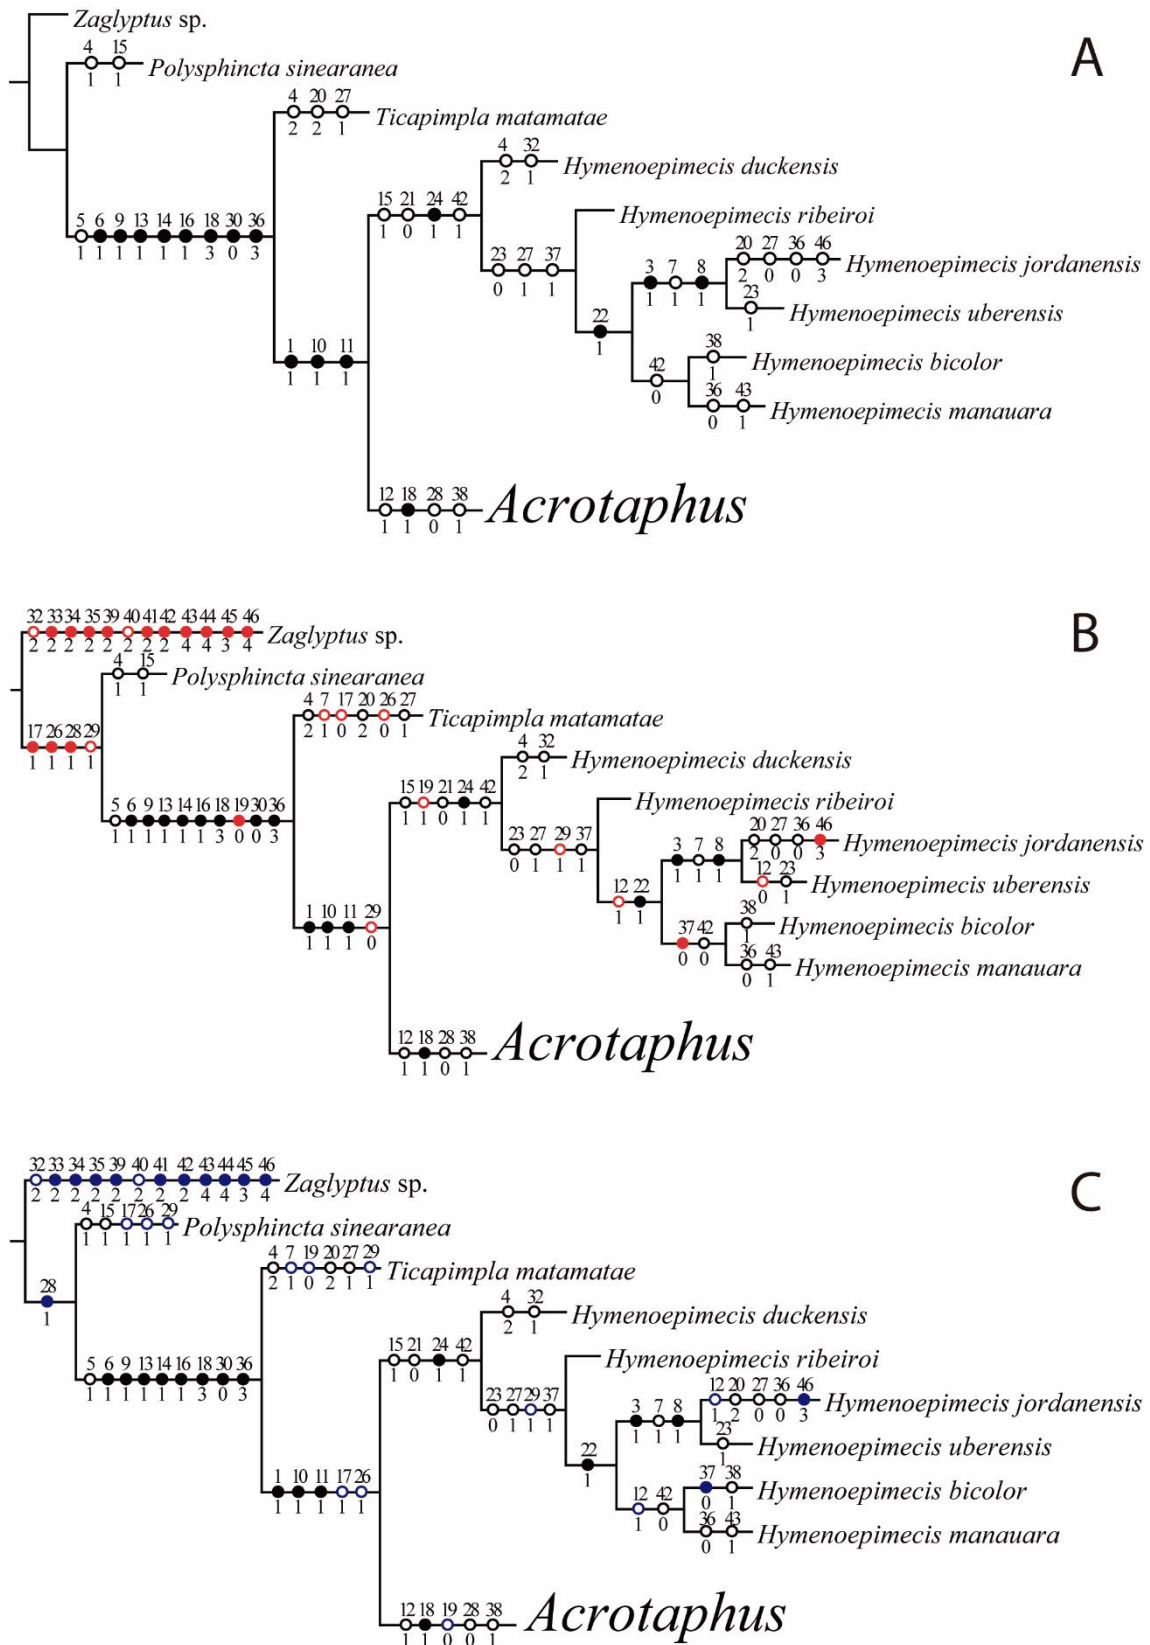 A
Zaglyptus sp.
4 15
1 1
Polysphincta sinearanea
4 20 27
2 2 1
Ticapimpla matamatae
4 32
2 1
Hymenoepimecis duckensis
15 21 24 42
1 0 1 1
Hymenoepimecis ribeiroi
5 6 9 13 14 16 18 30 36
1 1 1 1 1 1 3 0 3
23 27 37
0 1 1
20 27 36 46
2 0 0 3
Hymenoepimecis jordanensis
3 7 8
1 1 1
23
1
Hymenoepimecis uberensis
22
1
38
1
Hymenoepimecis bicolor
1 10 11
1 1 1
42
0
36 43
0 1
Hymenoepimecis manauara
12 18 28 38
1 1 0 1
Acrotaphus
B
32 33 34 35 39 40 41 42 43 44 45 46
2 2 2 2 2 2 2 2 4 4 3 4
Zaglyptus sp.
4 15
1 1
Polysphincta sinearanea
17 26 28 29
1 1 1 1
4 7 17 20 26 27
2 1 0 2 0 1
Ticapimpla matamatae
4 32
2 1
Hymenoepimecis duckensis
15 19 21 24 42
1 1 0 1 1
Hymenoepimecis ribeiroi
5 6 9 13 14 16 18 19 30 36
1 1 1 1 1 1 3 0 0 3
23 27 29 37
0 1 1 1
20 27 36 46
2 0 0 3
Hymenoepimecis jordanensis
3 7 8
1 1 1
12 23
0 1
Hymenoepimecis uberensis
12 22
1 1
38
1
Hymenoepimecis bicolor
1 10 11 29
1 1 1 0
37 42
0 0
36 43
0 1
Hymenoepimecis manauara
12 18 28 38
1 1 0 1
Acrotaphus
C
32 33 34 35 39 40 41 42 43 44 45 46
2 2 2 2 2 2 2 2 4 4 3 4
Zaglyptus sp.
4 15 17 26 29
1 1 1 1 1
Polysphincta sinearanea
28
1
4 7 19 20 27 29
2 1 0 2 1 1
Ticapimpla matamatae
4 32
2 1
Hymenoepimecis duckensis
15 21 24 42
1 0 1 1
Hymenoepimecis ribeiroi
5 6 9 13 14 16 18 30 36
1 1 1 1 1 1 3 0 3
23 27 29 37
0 1 1 1
12 20 27 36 46
1 2 0 0 3
Hymenoepimecis jordanensis
3 7 8
1 1 1
23
1
Hymenoepimecis uberensis
22
1
37 38
0 1
Hymenoepimecis bicolor
1 10 11 17 26
1 1 1 1 1
12 42
1 0
36 43
0 1
Hymenoepimecis manauara
12 18 19 28 38
1 1 0 0 1
Acrotaphus